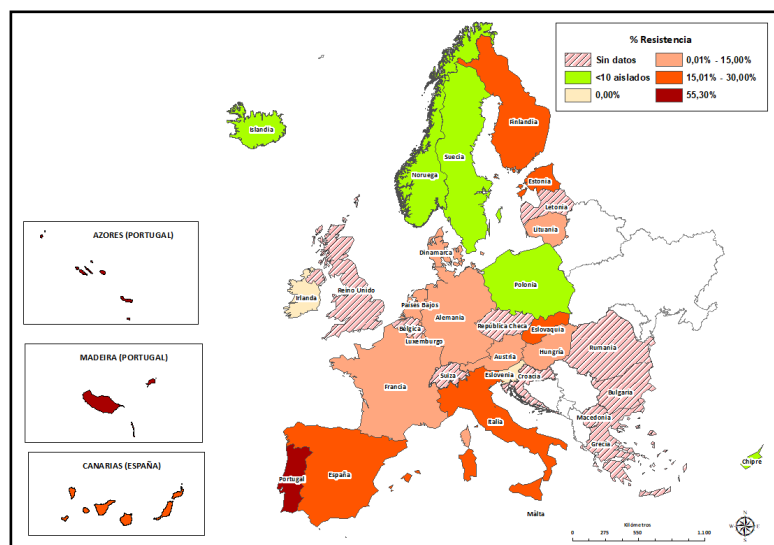 % Resistencia
Sin datos
0,01% - 15,00%
<10 aislados
15,01% - 30,00%
0,00%
55,30%
Islandia
Finlandia
Suecia
Noruega
Estonia
Letonia
Lituania
AZORES (PORTUGAL)
Dinamarca
Polonia
Reino Unido
Irlanda
Países Bajos
Alemania
Bélgica
República Checa
Eslovaquia
Luxemburgo
MADEIRA (PORTUGAL)
Austria
Hungría
Rumania
Suiza
Eslovenia
Croacia
Francia
Bulgaria
Macedonia
Italia
Grecia
CANARIAS (ESPAÑA)
Portugal
España
Chipre
Malta
Kilómetros
0 275 550 1.100
N
W E
S